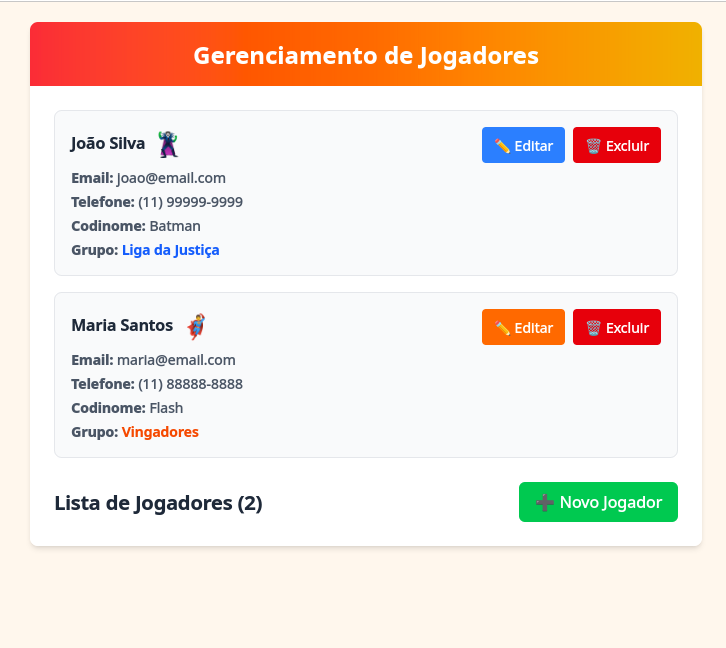 Gerenciamento de Jogadores
João Silva 🦹
✏️ Editar
🗑️ Excluir
Email: joao@email.com
Telefone: (11) 99999-9999
Codinome: Batman
Grupo: Liga da Justiça
Maria Santos 🦸
✏️ Editar
🗑️ Excluir
Email: maria@email.com
Telefone: (11) 88888-8888
Codinome: Flash
Grupo: Vingadores
Lista de Jogadores (2)
➕ Novo Jogador